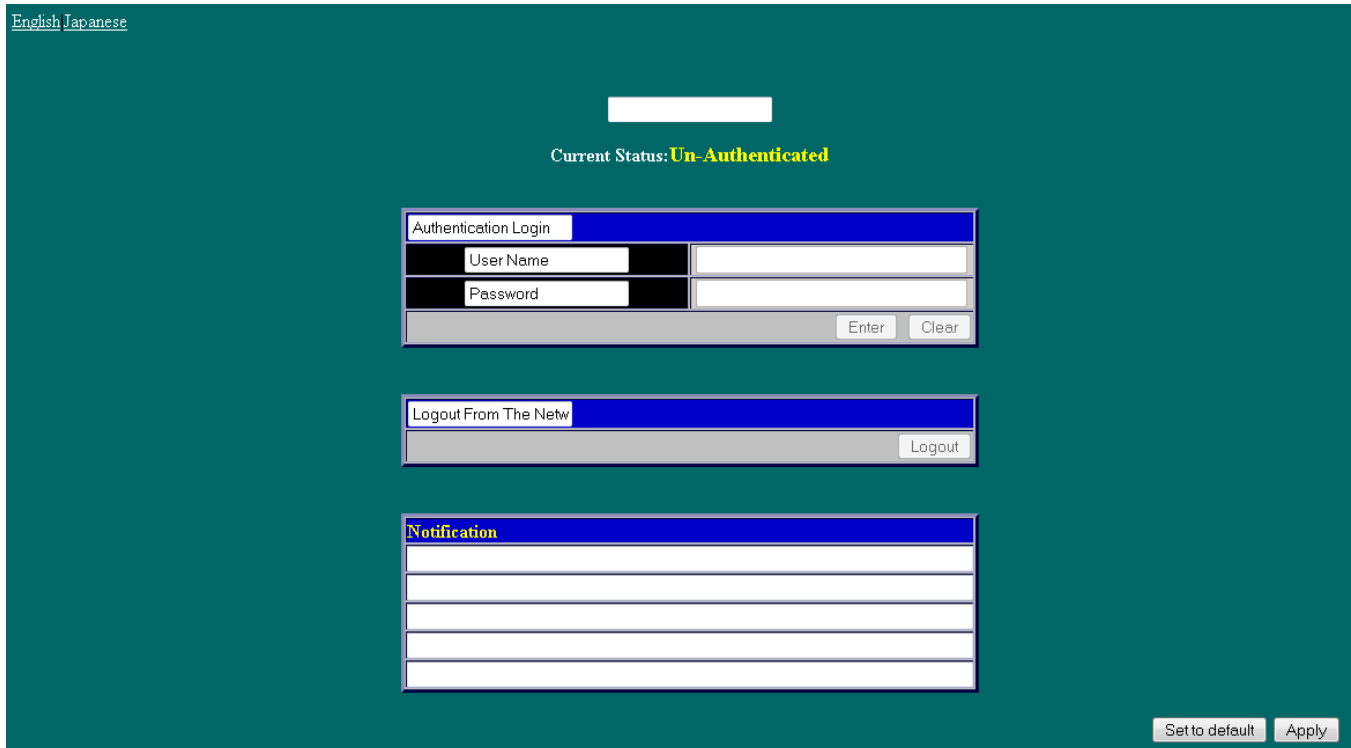 English Japanese
Current Status:Un-Authenticated
Authentication Login
User Name
Password
Enter Clear
Logout From The Netw
Logout
Notification
Set to default Apply